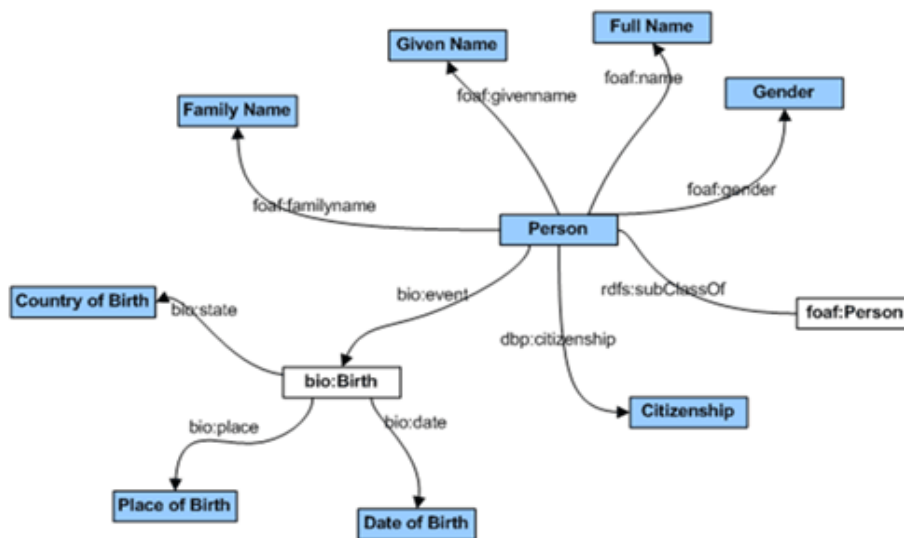 Full Name
Given Name
foaf:name
foaf:givenname
Gender
Family Name
foaf:gender
foaf:familyname
Person
Country of Birth
bio:event
rdfs:subClassOf
bio:state
foaf:Person
dbp:citizenship
bio:Birth
Citizenship
bio:place
bio:date
Place of Birth
Date of Birth